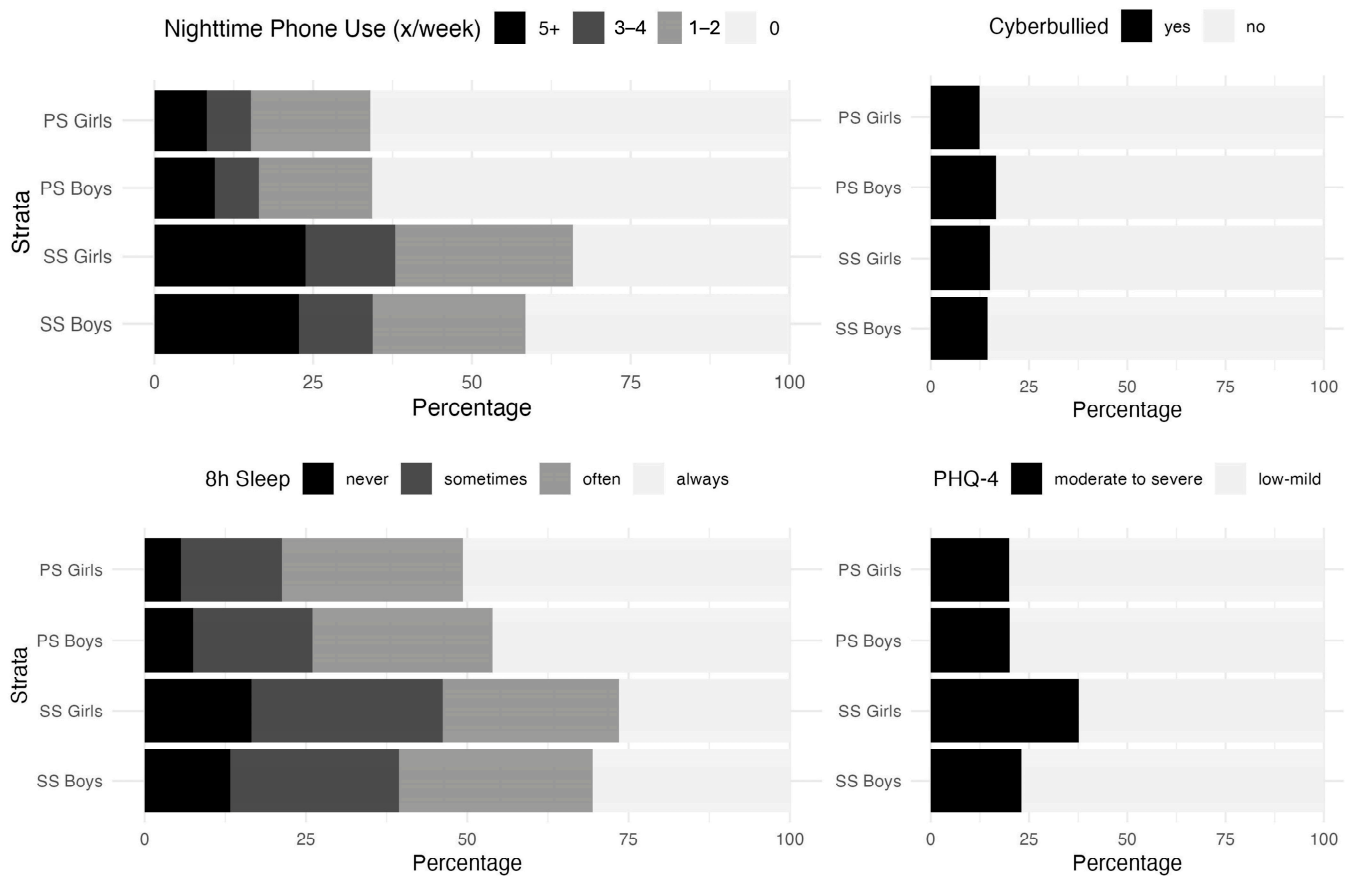 Nighttime Phone Use (x/week) 5+ 3–4 1–2 0
Strata
PS Girls
PS Boys
SS Girls
SS Boys
0 25 50 75 100
Percentage
Cyberbullied yes no
PS Girls
PS Boys
SS Girls
SS Boys
0 25 50 75 100
Percentage
8h Sleep never sometimes often always
Strata
PS Girls
PS Boys
SS Girls
SS Boys
0 25 50 75 100
Percentage
PHQ-4 moderate to severe low-mild
PS Girls
PS Boys
SS Girls
SS Boys
0 25 50 75 100
Percentage